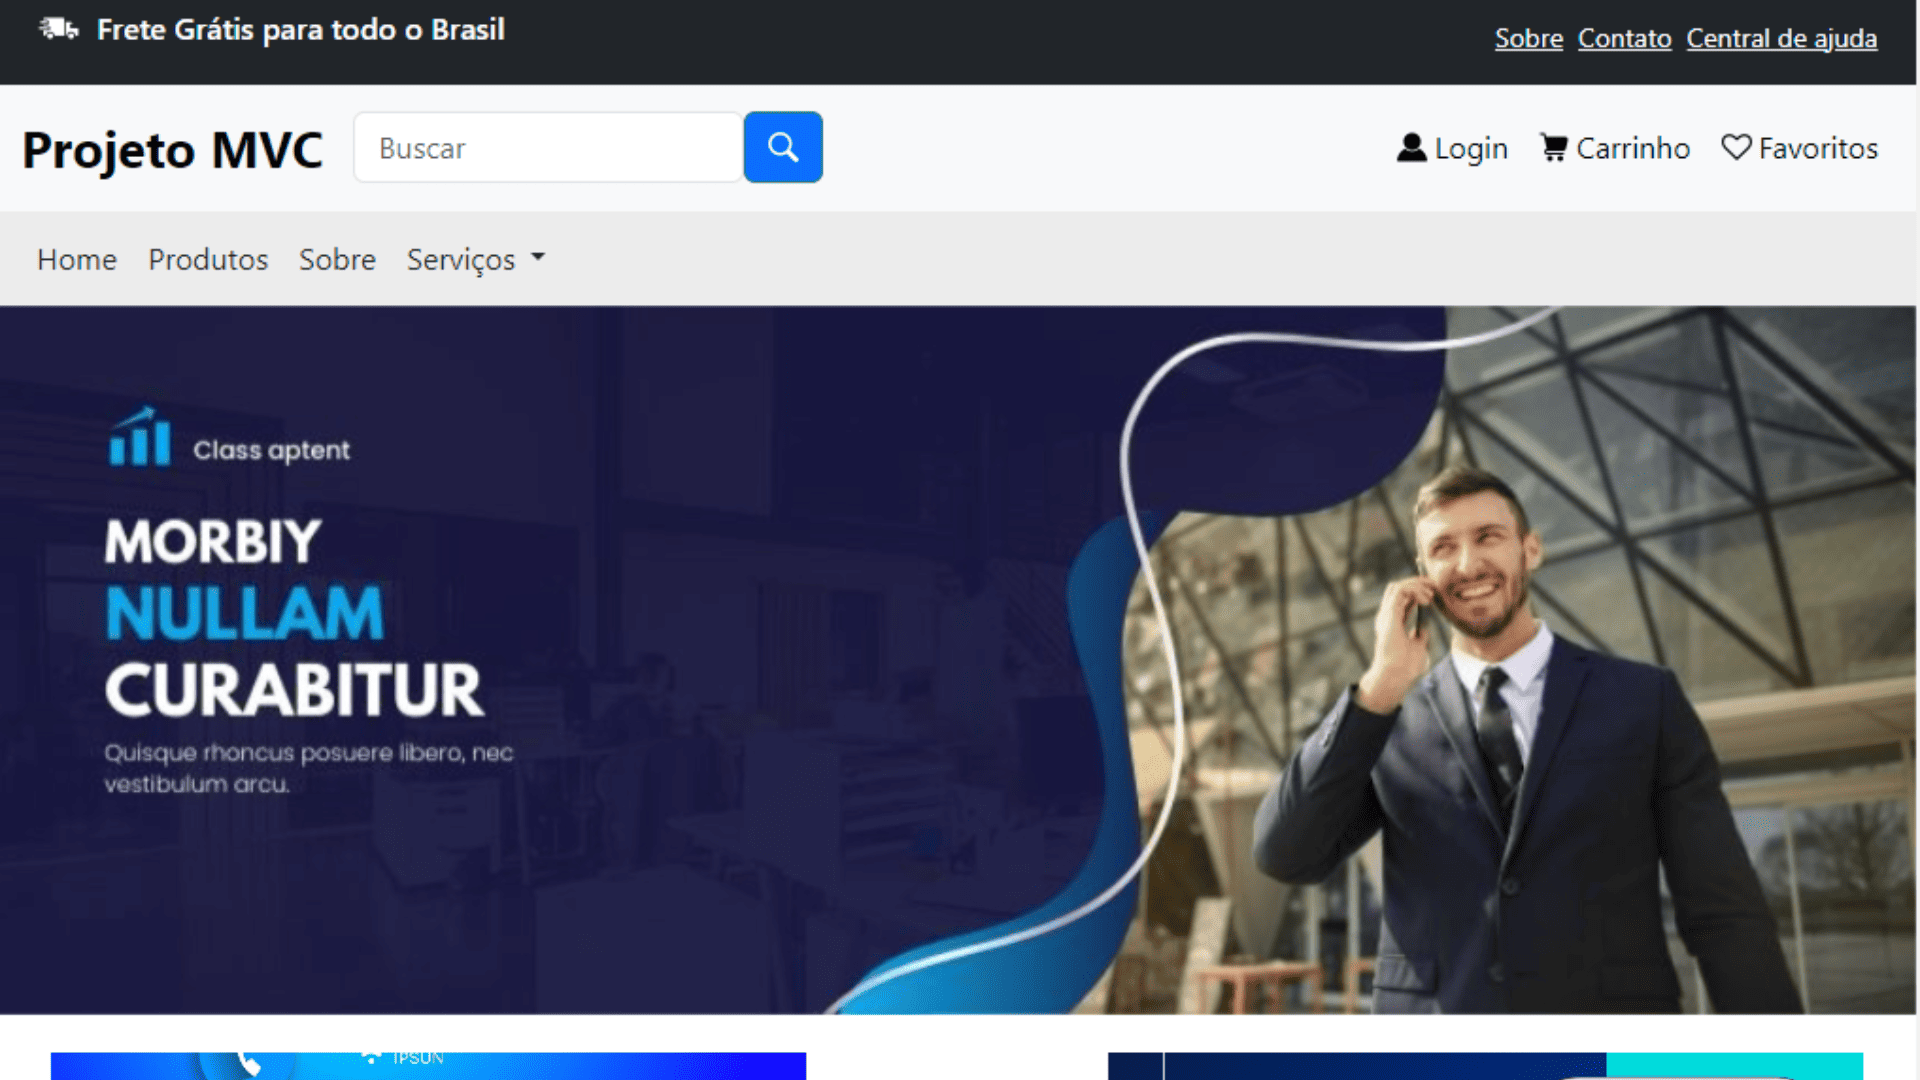 Frete Grátis para todo o Brasil
Sobre Contato Central de ajuda
Projeto MVC Buscar Login Carrinho Favoritos
Home Produtos Sobre Serviços
Class aptent
MORBIY
NULLAM
CURABITUR
Quisque rhoncus posuere libero, nec
vestibulum arcu.
IPSUN